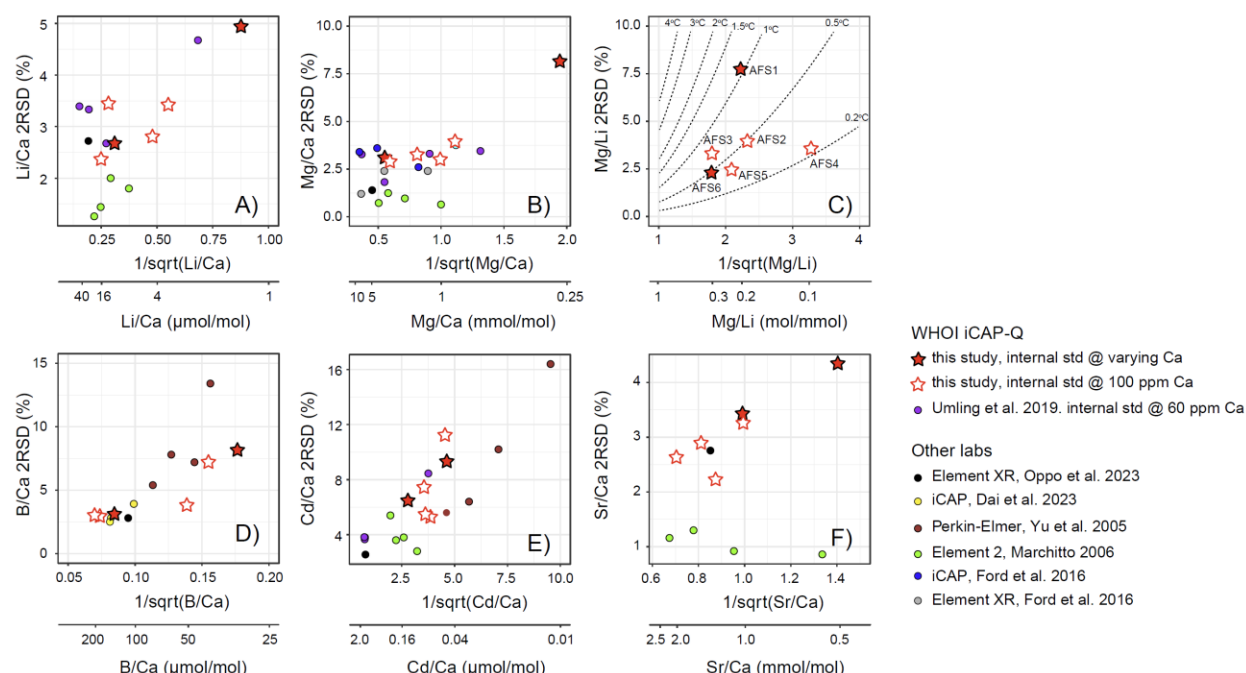 Li/Ca 2RSD (%)
5
4
3
2
A)
0.25 0.50 0.75 1.00
1/sqrt(Li/Ca)
40 16 4 1
Li/Ca (μmol/mol)
Mg/Ca 2RSD (%)
10.0
7.5
5.0
2.5
0.0
B)
0.5 1.0 1.5 2.0
1/sqrt(Mg/Ca)
10 5 1 0.25
Mg/Ca (mmol/mol)
Mg/Li 2RSD (%)
10.0
7.5
5.0
2.5
0.0
4°C 3°C 2°C 1.5°C 1°C 0.5°C
0.2°C
AFS1
AFS3 AFS2
AFS4
AFS6 AFS5
C)
1 2 3 4
1/sqrt(Mg/Li)
1 0.3 0.2 0.1
Mg/Li (mol/mmol)
B/Ca 2RSD (%)
15
10
5
0
D)
0.05 0.10 0.15 0.20
1/sqrt(B/Ca)
200 100 50 25
B/Ca (μmol/mol)
Cd/Ca 2RSD (%)
16
12
8
4
E)
2.5 5.0 7.5 10.0
1/sqrt(Cd/Ca)
2.0 0.16 0.04 0.01
Cd/Ca (μmol/mol)
Sr/Ca 2RSD (%)
4
3
2
1
F)
0.6 0.8 1.0 1.2 1.4
1/sqrt(Sr/Ca)
2.5 2.0 1.0 0.5
Sr/Ca (mmol/mol)
WHOI iCAP-Q
this study, internal std @ varying Ca
this study, internal std @ 100 ppm Ca
Umling et al. 2019. internal std @ 60 ppm Ca
Other labs
Element XR, Oppo et al. 2023
iCAP, Dai et al. 2023
Perkin-Elmer, Yu et al. 2005
Element 2, Marchitto 2006
iCAP, Ford et al. 2016
Element XR, Ford et al. 2016